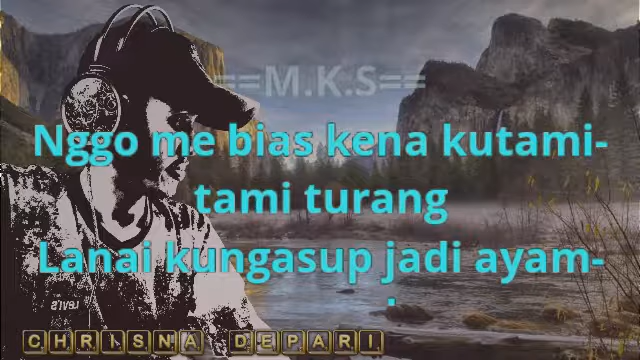 ==M.K.S==
Nggo me bias kena kutami-
tami turang
Lanai kungasup jadi ayam-
CHRISNA DEPARI